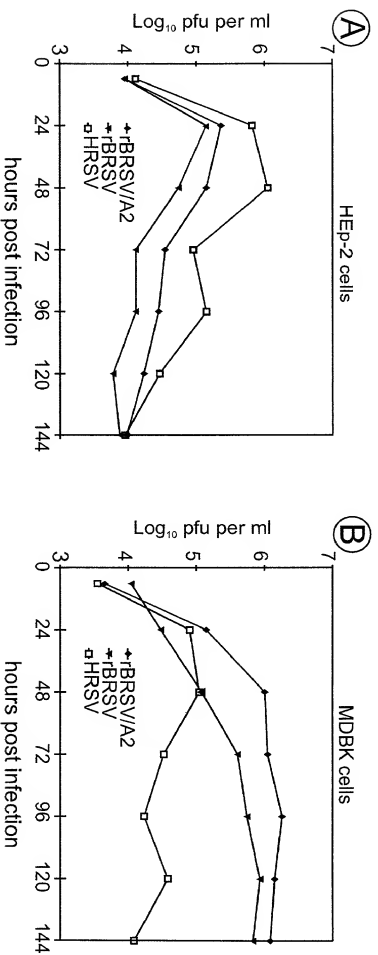 A
HEp-2 cells
Log₁₀ pfu per ml
7
6
5
4
3
0 24 48 72 96 120 144
rBRSV/A2
rBRSV
HRSV
hours post infection
B
MDBK cells
Log₁₀ pfu per ml
7
6
5
4
3
0 24 48 72 96 120 144
rBRSV/A2
rBRSV
HRSV
hours post infection